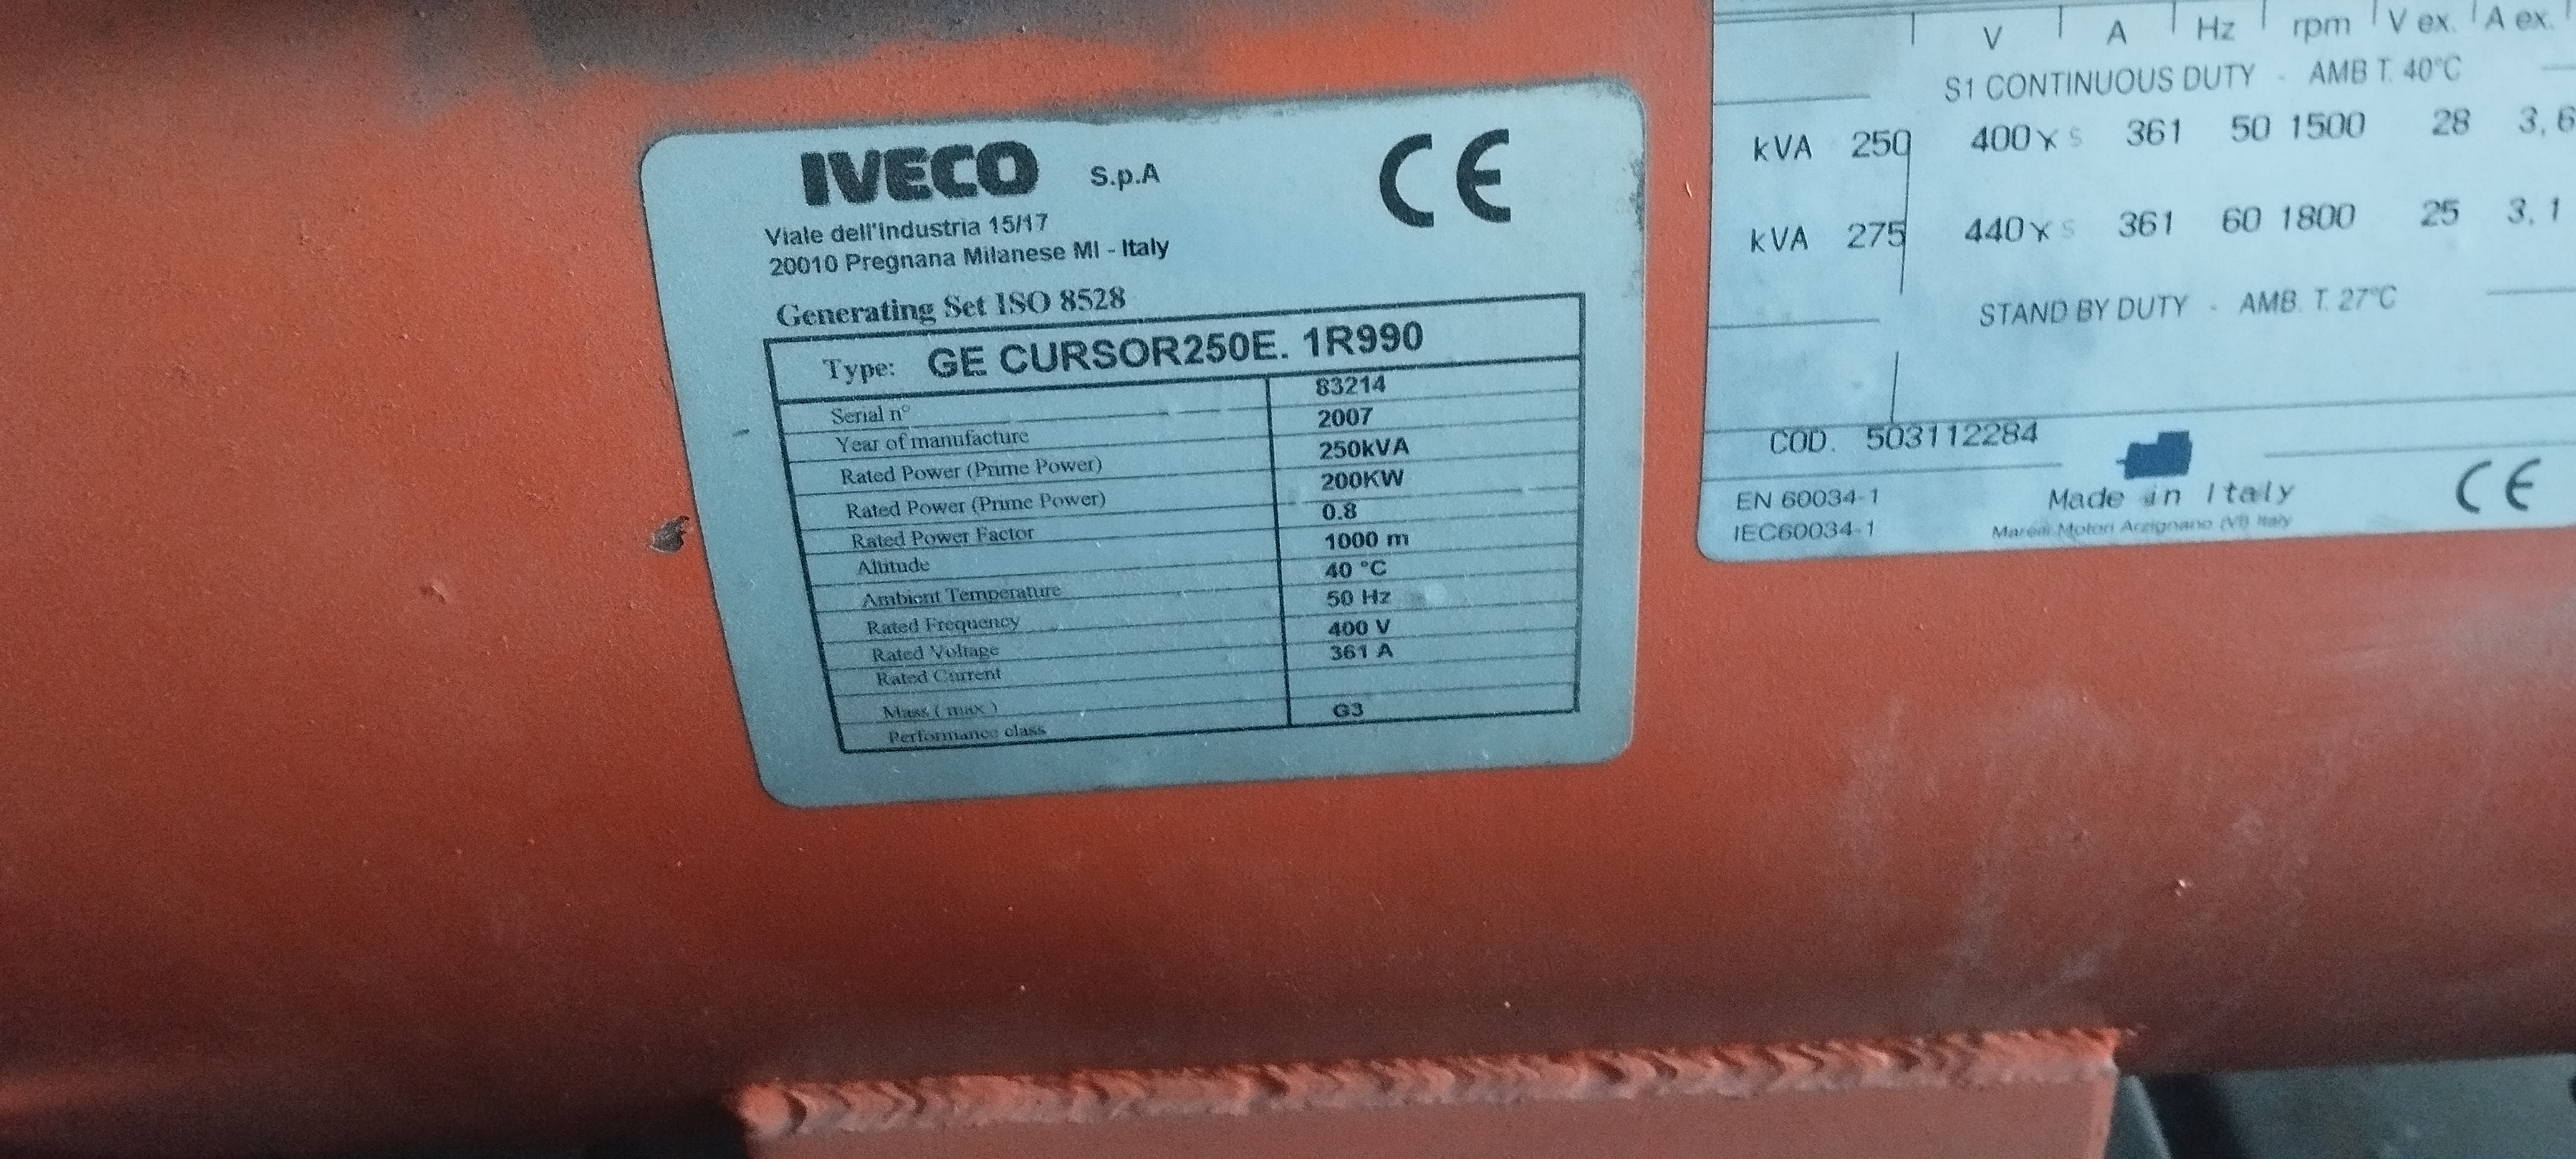 IVECO S.p.A CE
Viale dell'Industria 15/17
20010 Pregnana Milanese MI - Italy
Generating Set ISO 8528
Type: GE CURSOR250E. 1R990
Serial n° 83214
Year of manufacture 2007
Rated Power (Prime Power) 250kVA
Rated Power (Prime Power) 200KW
Rated Power Factor 0.8
Altitude 1000 m
Ambient Temperature 40 °C
Rated Frequency 50 Hz
Rated Voltage 400 V
Rated Current 361 A
Mass ( max )
Performance class G3
V A Hz rpm V ex. A ex.
S1 CONTINUOUS DUTY - AMB T. 40°C
kVA 250 400 Y S 361 50 1500 28 3,6
kVA 275 440 Y S 361 60 1800 25 3,1
STAND BY DUTY - AMB. T. 27°C
COD. 503112284
EN 60034-1
IEC60034-1
Made in Italy CE
Marelli Motori Arzignano (VI) Italy